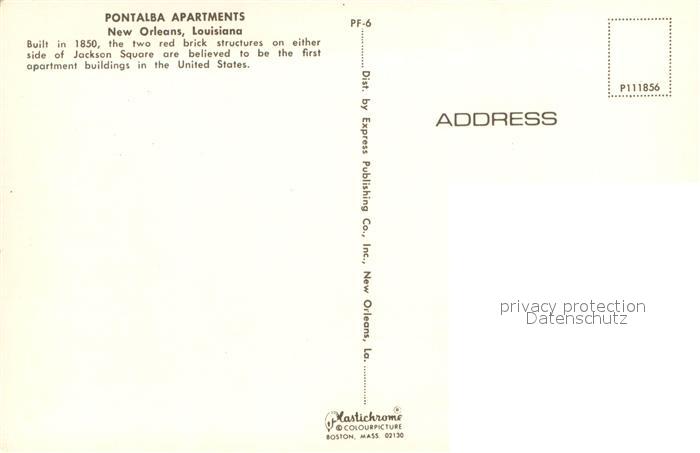 PONTALBA APARTMENTS
New Orleans, Louisiana
Built in 1850, the two red brick structures on either
side of Jackson Square are believed to be the first
apartment buildings in the United States.
PF-6
Dist. by Express Publishing Co., Inc., New Orleans, La.
P111856
ADDRESS
privacy protection
Datenschutz
Plastichrome ®
© COLOURPICTURE
BOSTON, MASS. 02130